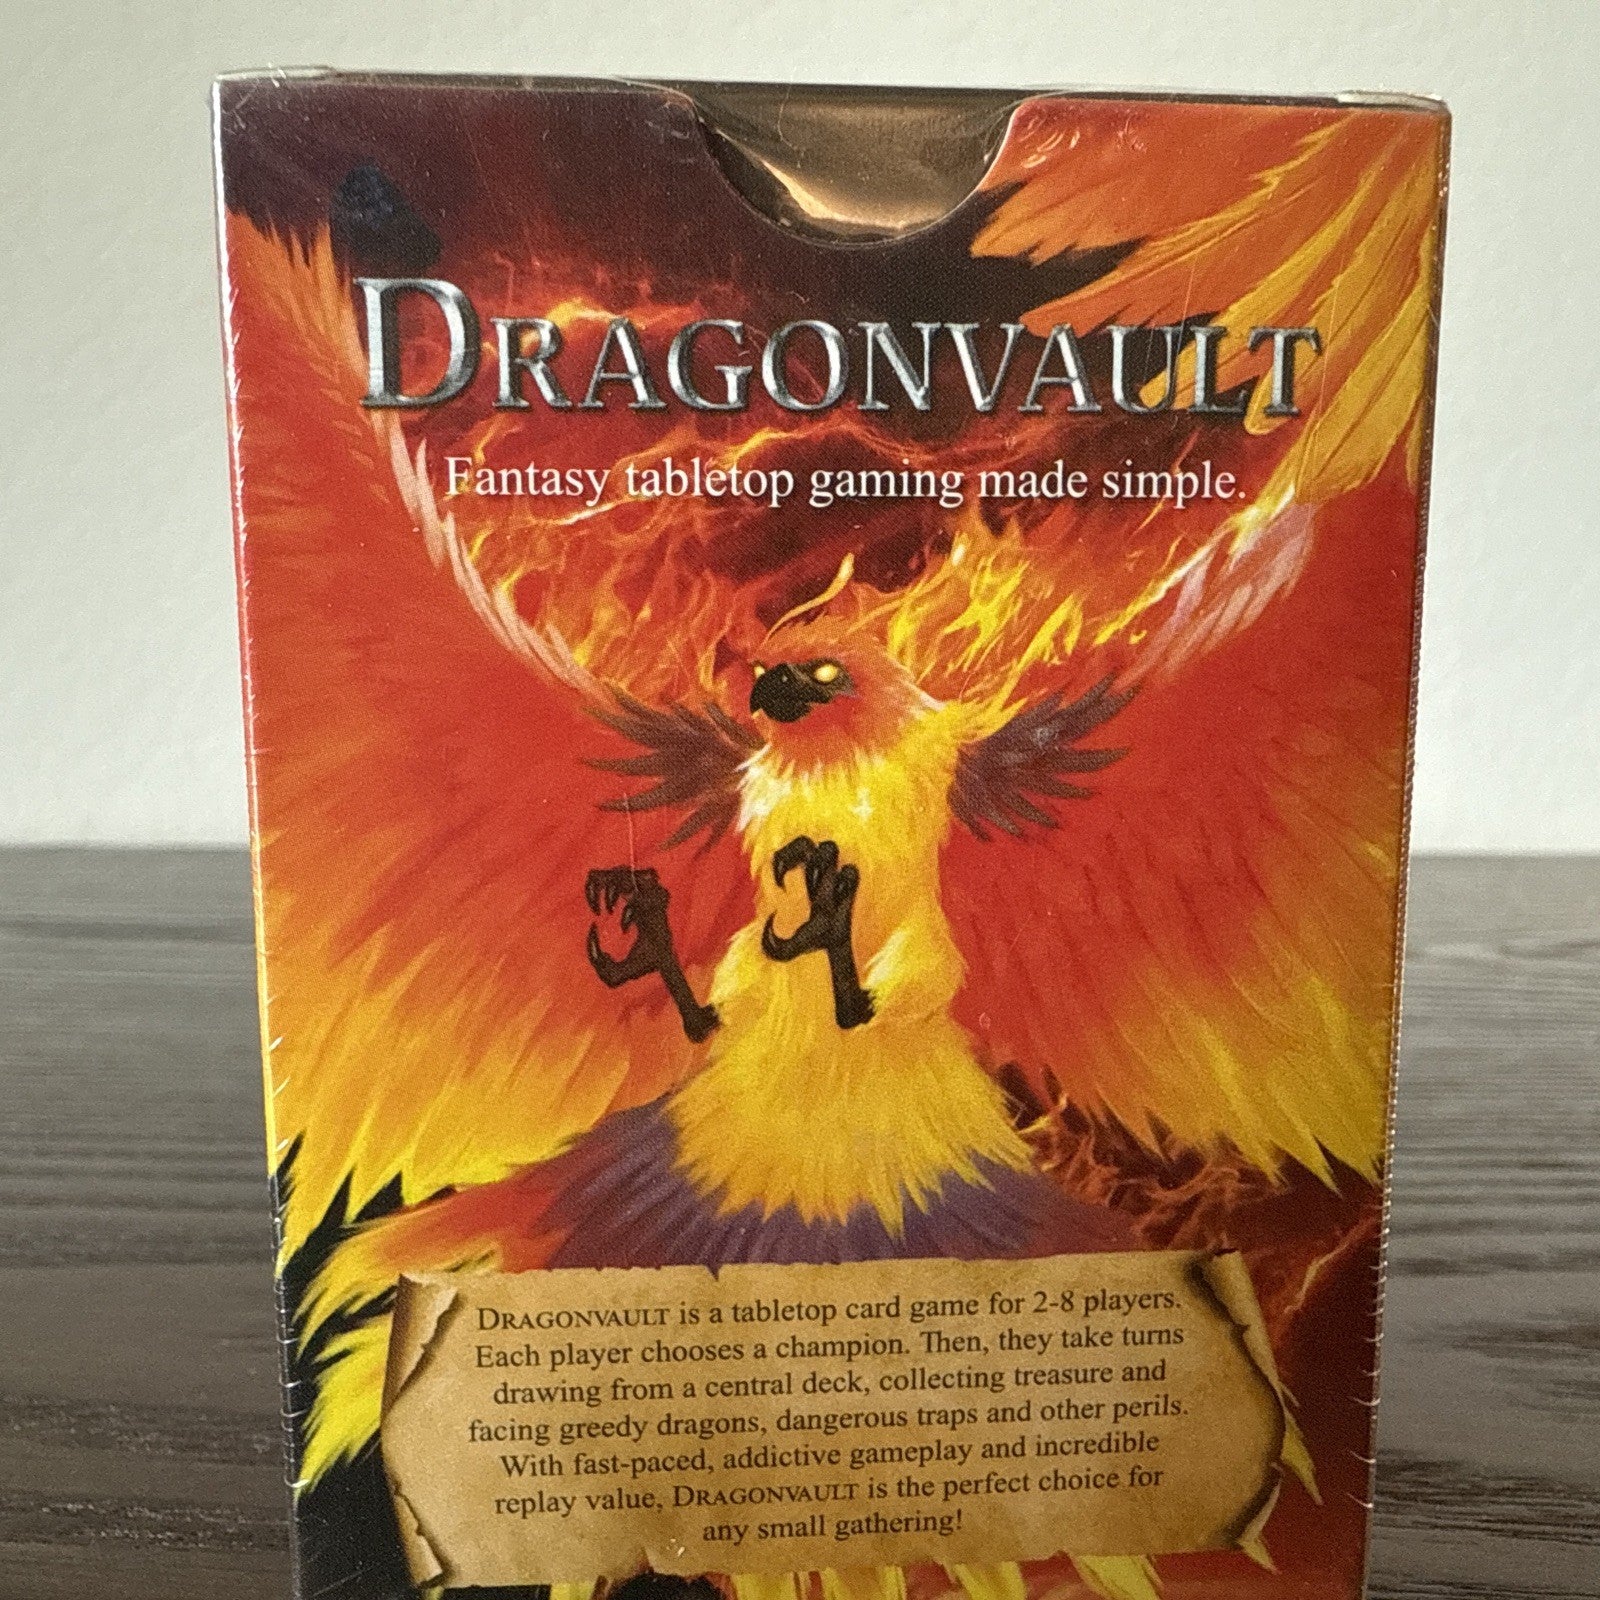 DRAGONVAULT
Fantasy tabletop gaming made simple.
DRAGONVAULT is a tabletop card game for 2-8 players.
Each player chooses a champion. Then, they take turns
drawing from a central deck, collecting treasure and
facing greedy dragons, dangerous traps and other perils.
With fast-paced, addictive gameplay and incredible
replay value, DRAGONVAULT is the perfect choice for
any small gathering!